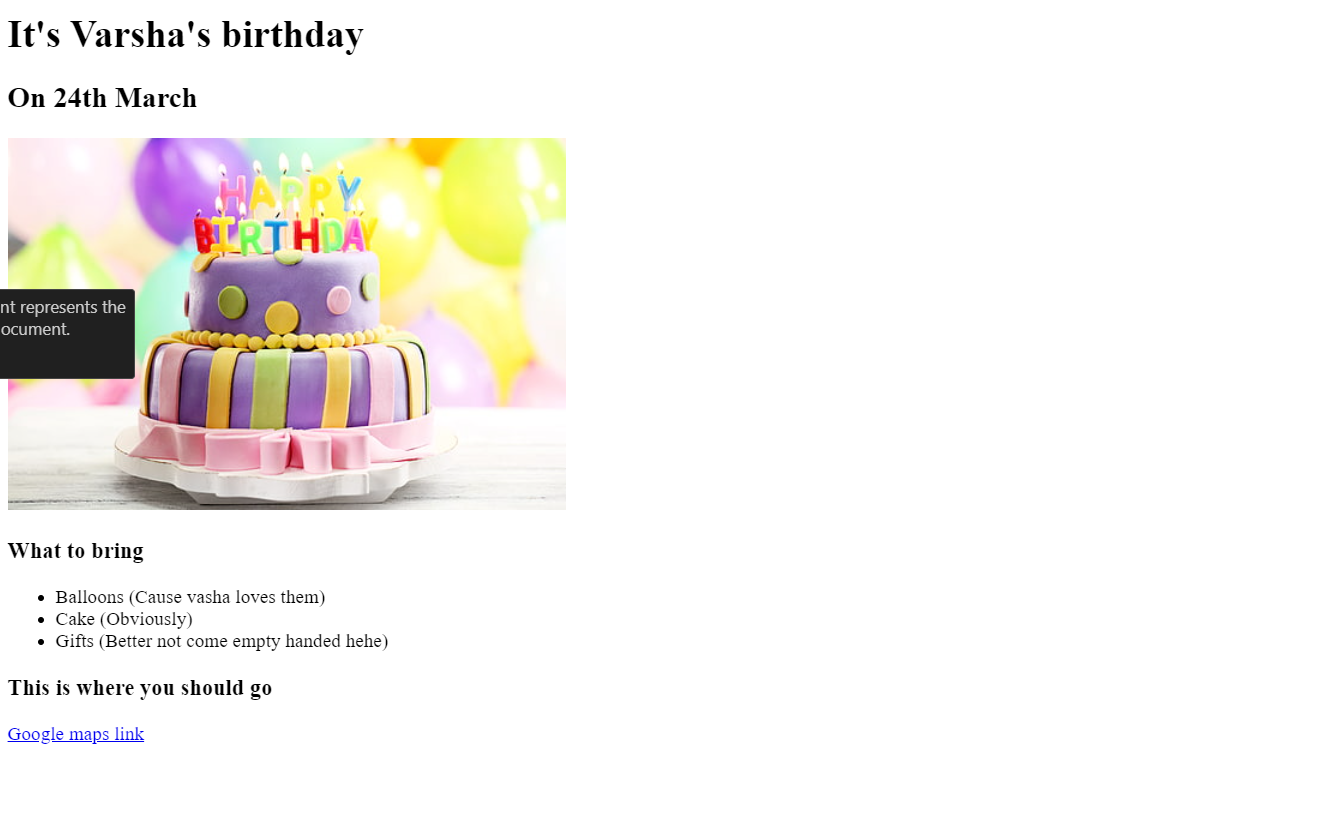 It's Varsha's birthday
On 24th March
HAPPY
BIRTHDAY
nt represents the
ocument.
What to bring
Balloons (Cause vasha loves them)
Cake (Obviously)
Gifts (Better not come empty handed hehe)
This is where you should go
Google maps link